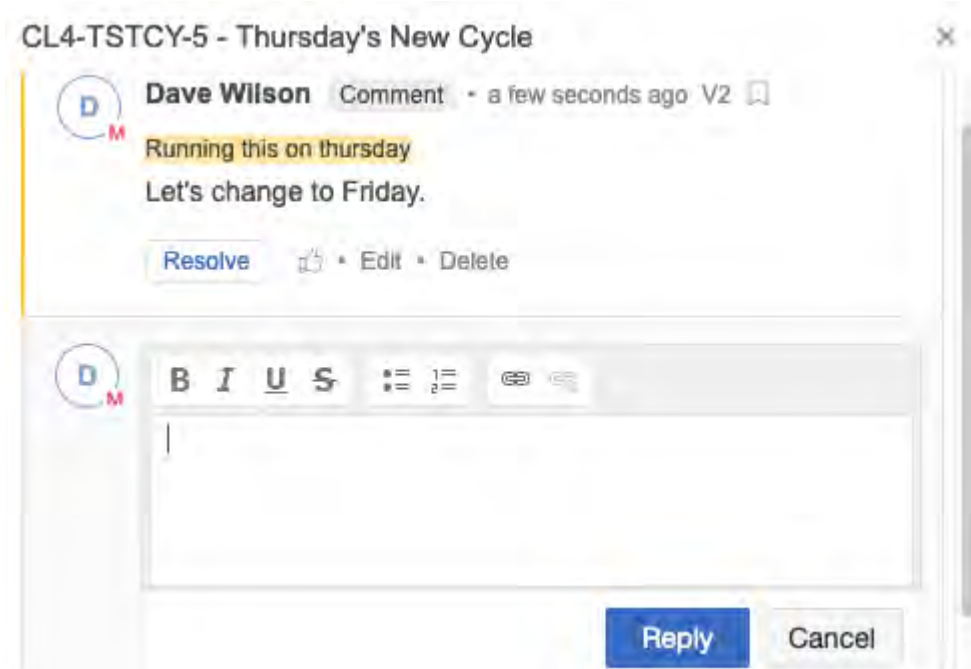 CL4-TSTCY-5 - Thursday's New Cycle
D M Dave Wilson Comment • a few seconds ago V2
Running this on thursday
Let's change to Friday.
Resolve • Edit • Delete
D M B I U S
Reply Cancel